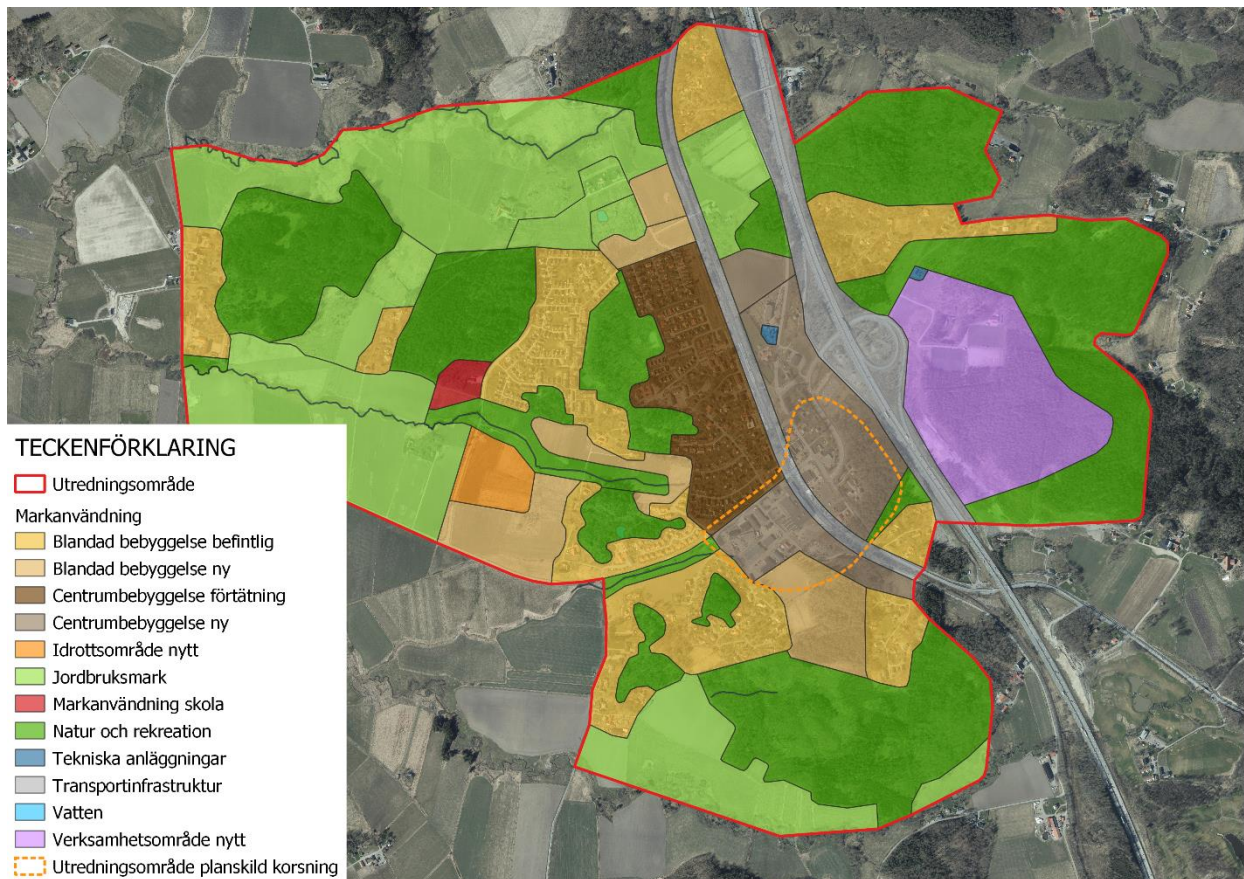 TECKENFÖRKLARING
Utredningsområde
Markanvändning
Blandad bebyggelse befintlig
Blandad bebyggelse ny
Centrumbebyggelse förtätning
Centrumbebyggelse ny
Idrottsområde nytt
Jordbruksmark
Markanvändning skola
Natur och rekreation
Tekniska anläggningar
Transportinfrastruktur
Vatten
Verksamhetsområde nytt
Utredningsområde planskild korsning